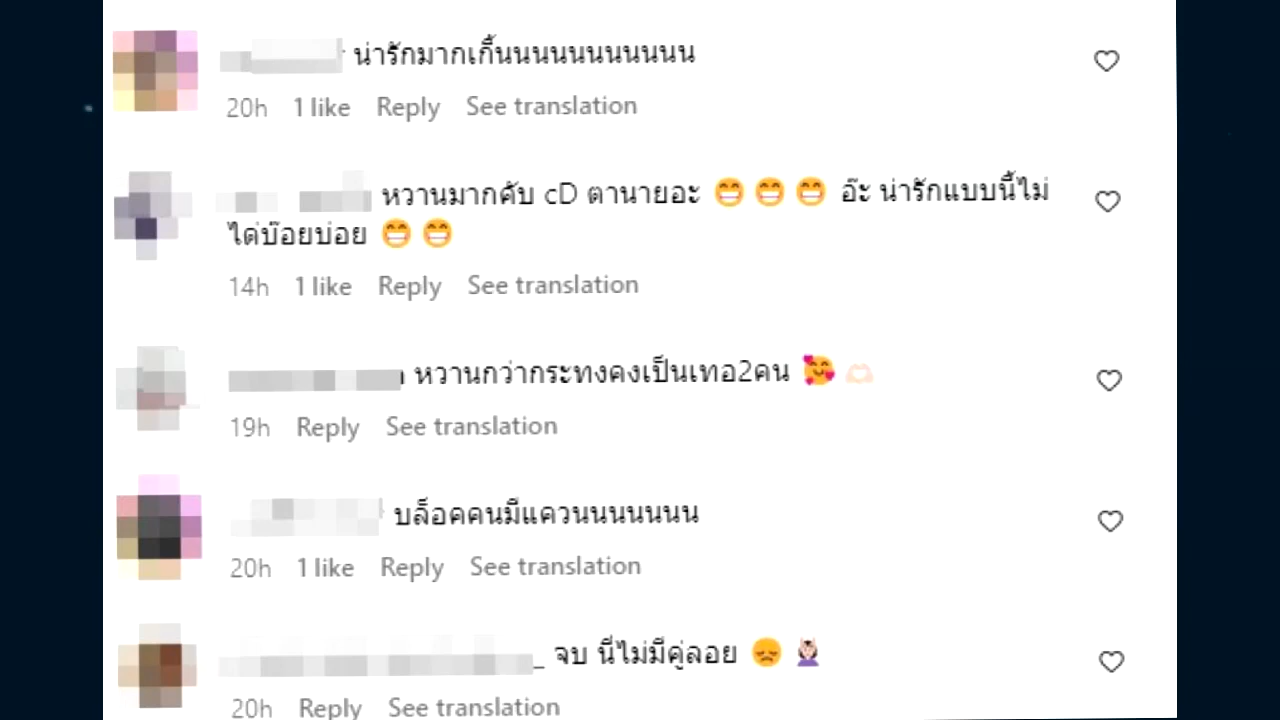 น่ารักมากเกิ้นนนนนนนนนนน
20h 1 like Reply See translation
หวานมากคับ cD ตานายอะ 😁 😁 😁 อ๊ะ น่ารักแบบนี้ไม่
ได่บ๊อยบ่อย 😁 😁
14h 1 like Reply See translation
หวานกว่ากระทงคงเป็นเทอ2คน 🥰 🫶🏻
19h Reply See translation
บล็อคคนมีแควนนนนนนน
20h 1 like Reply See translation
_ จบ นี่ไม่มีคู่ลอย 😞 💆🏻
20h Reply See translation